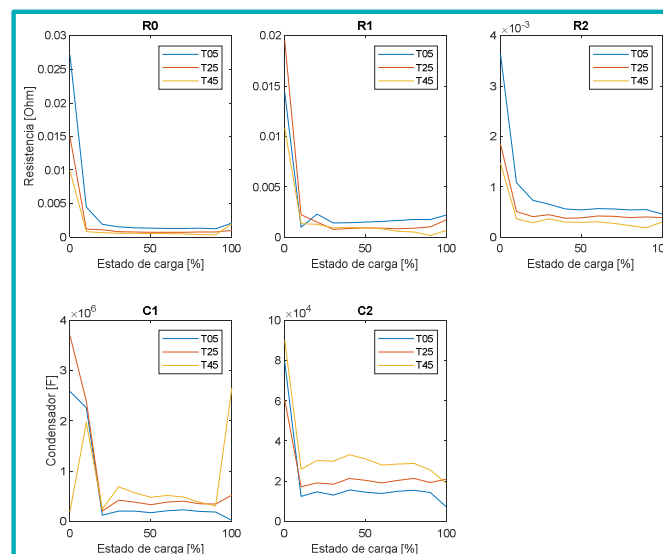 R0
R1
R2
×10⁻³
0.03
0.025
0.02
0.015
0.01
0.005
0
Resistencia [Ohm]
T05
T25
T45
0 50 100
Estado de carga [%]
0.02
0.015
0.01
0.005
0
T05
T25
T45
0 50 100
Estado de carga [%]
4
3
2
1
0
T05
T25
T45
0 50 100
Estado de carga [%]
C1
×10⁶
4
3
2
1
0
Condensador [F]
T05
T25
T45
0 50 100
Estado de carga [%]
C2
×10⁴
10
8
6
4
2
0
T05
T25
T45
0 50 100
Estado de carga [%]